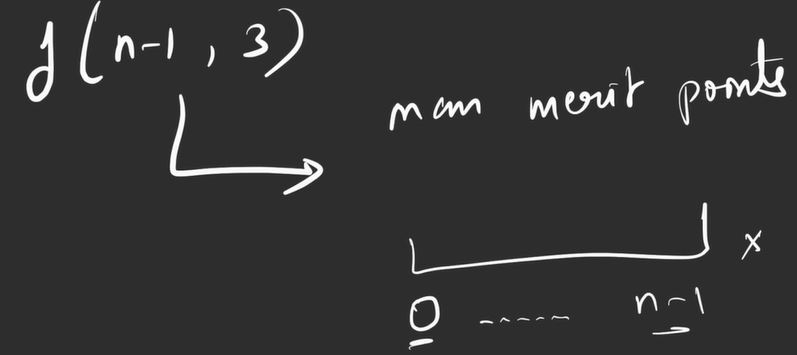 f(n-1, 3)
max merit points
x
0 ----- n-1